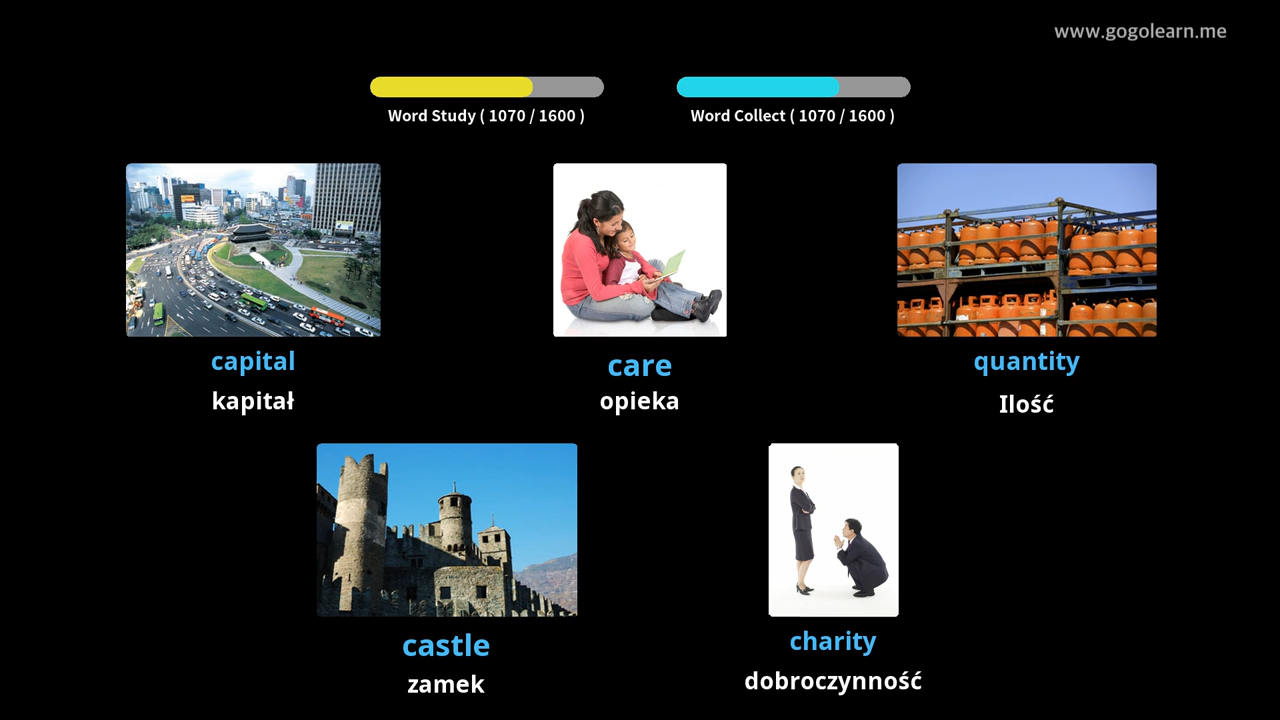 www.gogolearn.me
Word Study ( 1070 / 1600 )
Word Collect ( 1070 / 1600 )
capital
kapitał
care
opieka
quantity
Ilość
castle
zamek
charity
dobroczynność